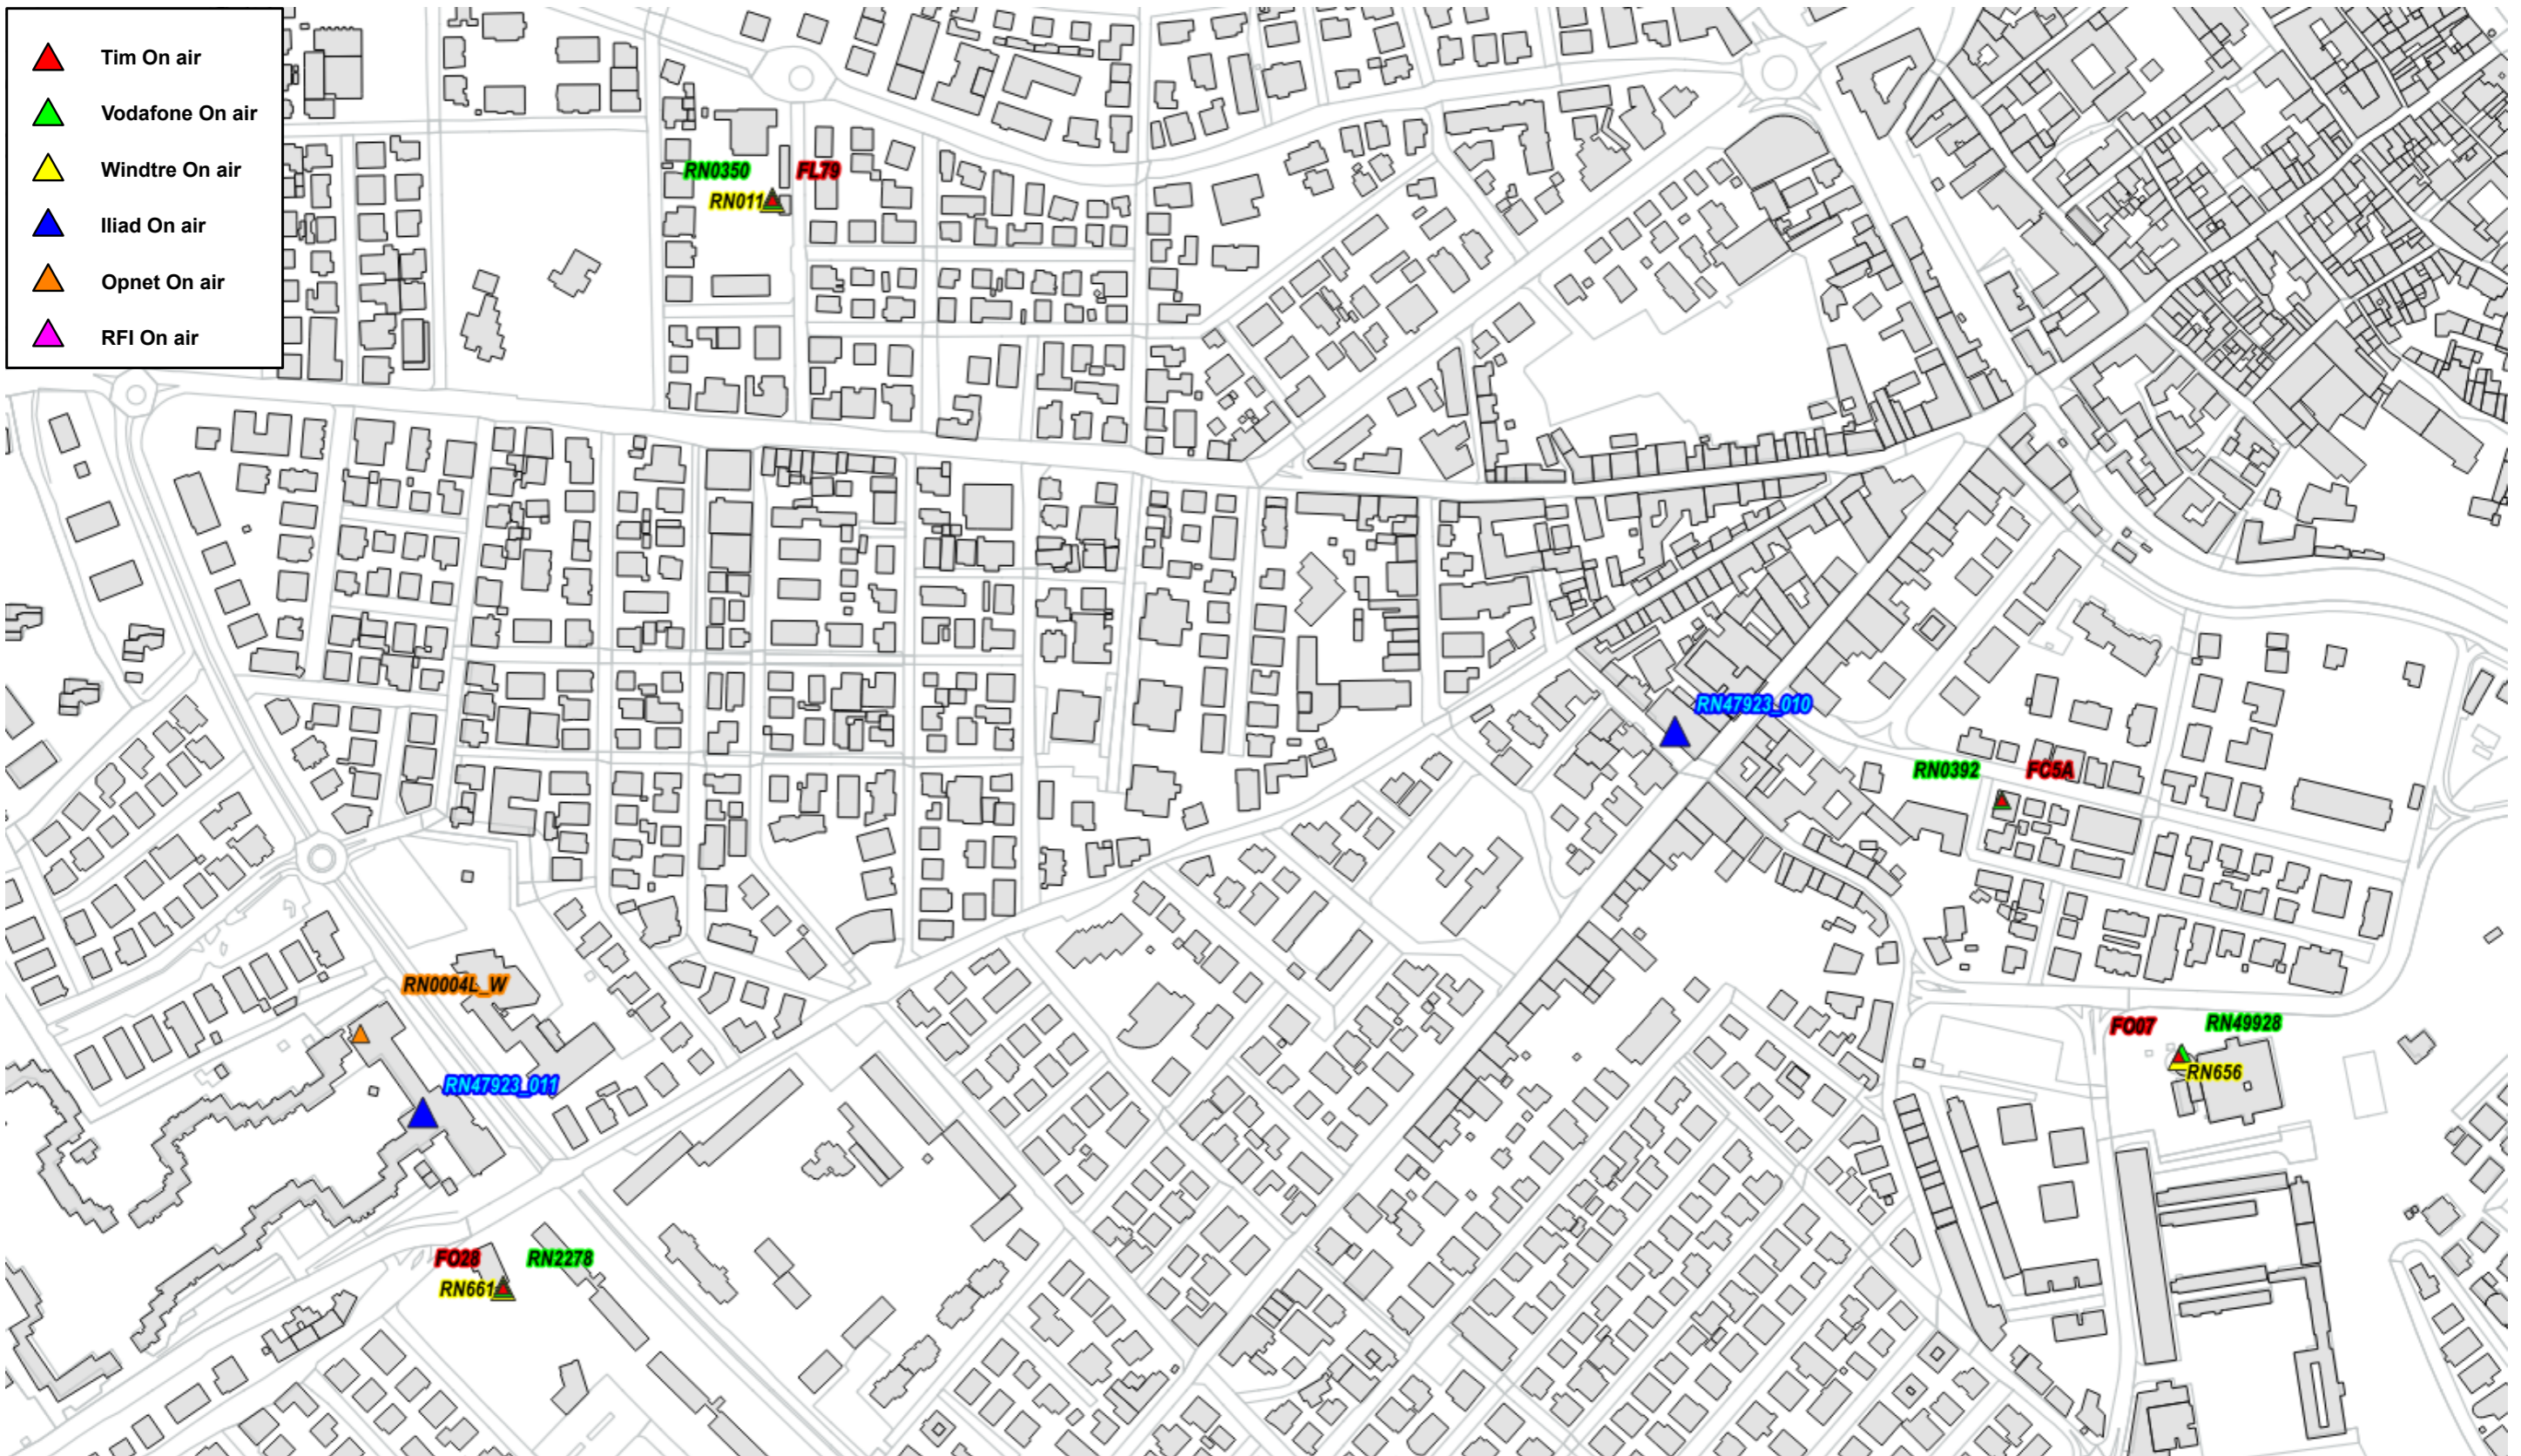 Tim On air
Vodafone On air
Windtre On air
Iliad On air
Opnet On air
RFI On air
RN0350
FL79
RN011
RN47923_010
RN0392
FC5A
RN0004L_W
RN47923_011
FO07
RN49928
RN656
FO28
RN2278
RN661